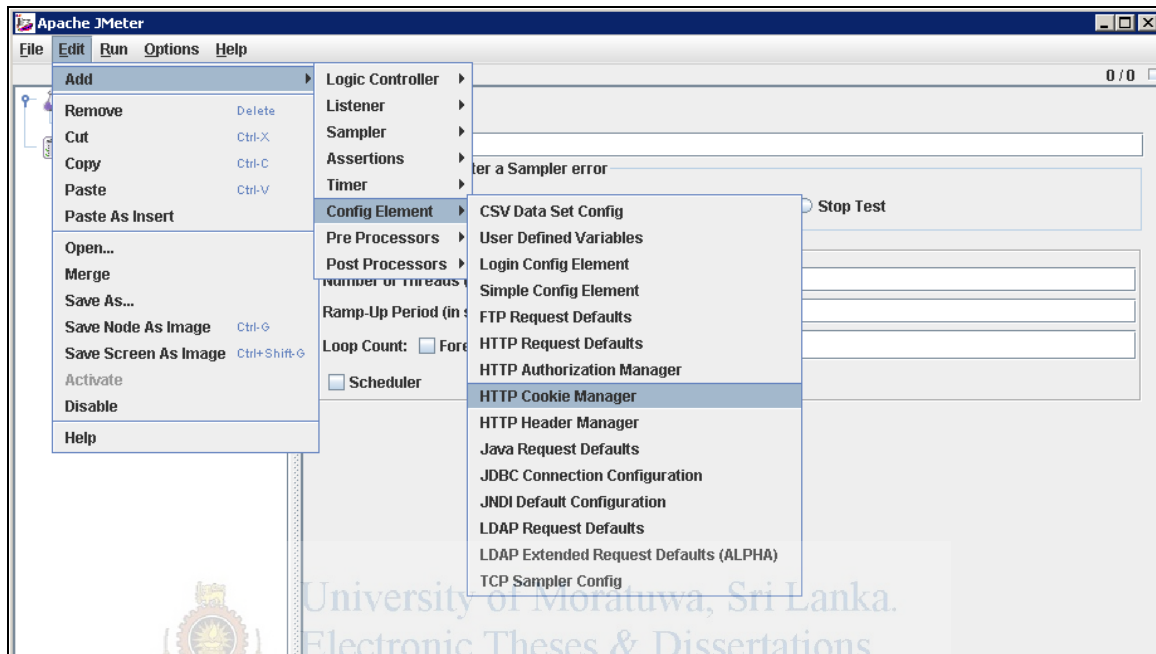 Apache JMeter
File Edit Run Options Help
0 / 0
Add
Remove Delete
Cut Ctrl-X
Copy Ctrl-C
Paste Ctrl-V
Paste As Insert
Open...
Merge
Save As...
Save Node As Image Ctrl-G
Save Screen As Image Ctrl+Shift-G
Activate
Disable
Help
Logic Controller
Listener
Sampler
Assertions
Timer
Config Element
Pre Processors
Post Processors
CSV Data Set Config
User Defined Variables
Login Config Element
Simple Config Element
FTP Request Defaults
HTTP Request Defaults
HTTP Authorization Manager
HTTP Cookie Manager
HTTP Header Manager
Java Request Defaults
JDBC Connection Configuration
JNDI Default Configuration
LDAP Request Defaults
LDAP Extended Request Defaults (ALPHA)
TCP Sampler Config
a Sampler error
Stop Test
Number of Threads
Ramp-Up Period (in
Loop Count: Fore
Scheduler
University of Moratuwa, Sri Lanka.
Electronic Theses & Dissertations